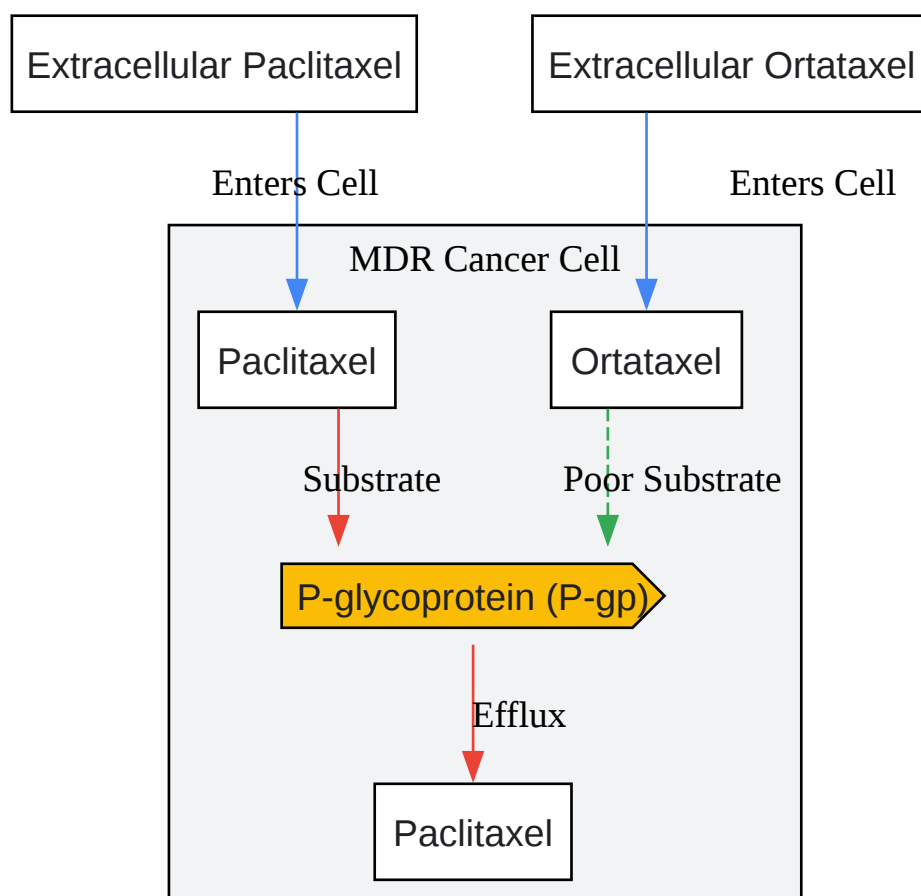 Extracellular Paclitaxel
Extracellular Ortataxel
Enters Cell
Enters Cell
MDR Cancer Cell
Paclitaxel
Ortataxel
Substrate
Poor Substrate
P-glycoprotein (P-gp)
Efflux
Paclitaxel